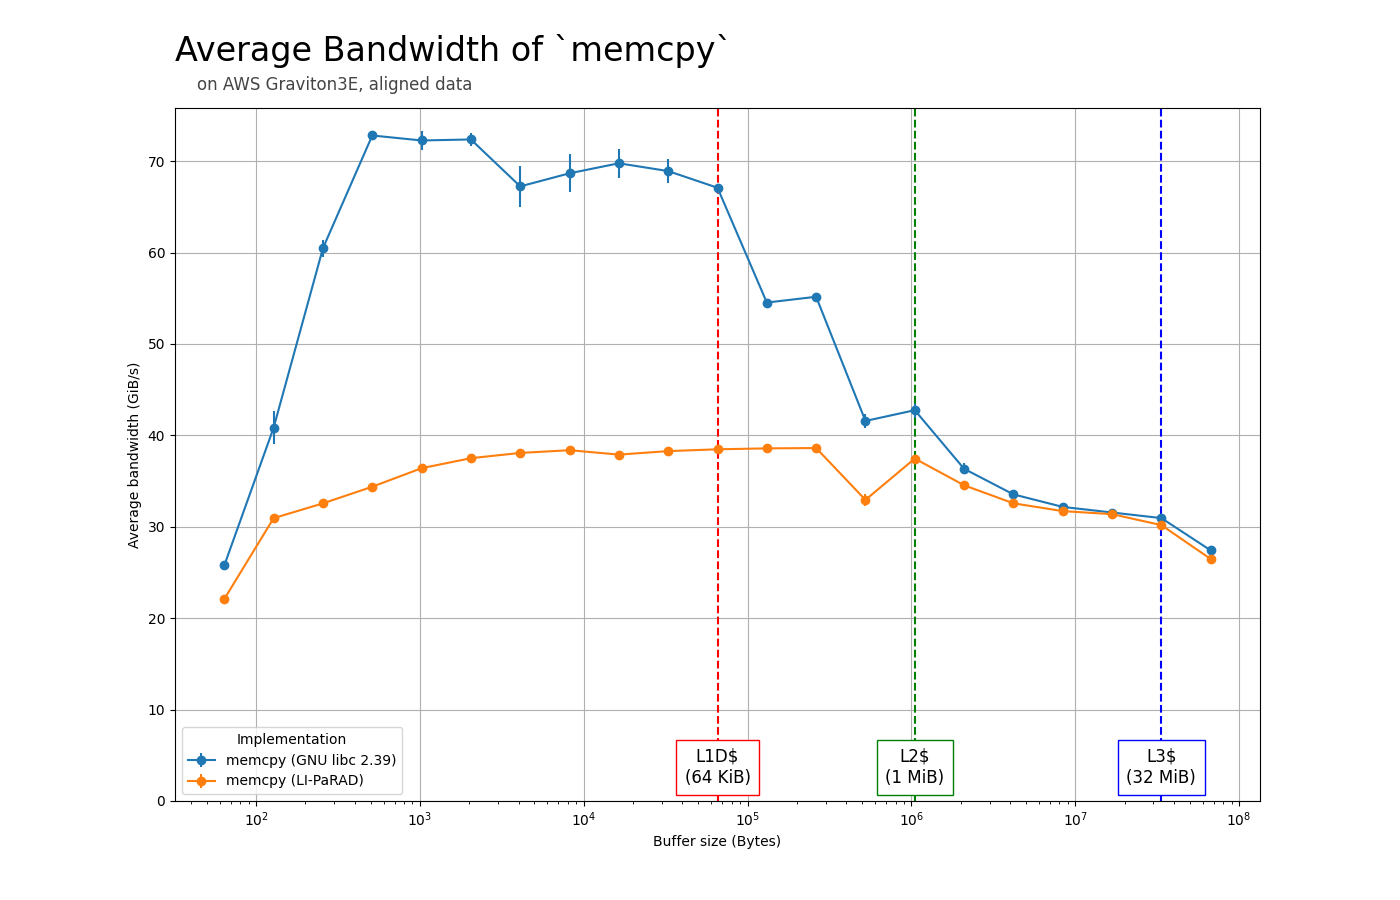 Average Bandwidth of `memcpy`
on AWS Graviton3E, aligned data
Average bandwidth (GiB/s)
70
60
50
40
30
20
10
0
Implementation
memcpy (GNU libc 2.39)
memcpy (LI-PaRAD)
L1D$
(64 KiB)
L2$
(1 MiB)
L3$
(32 MiB)
10² 10³ 10⁴ 10⁵ 10⁶ 10⁷ 10⁸
Buffer size (Bytes)